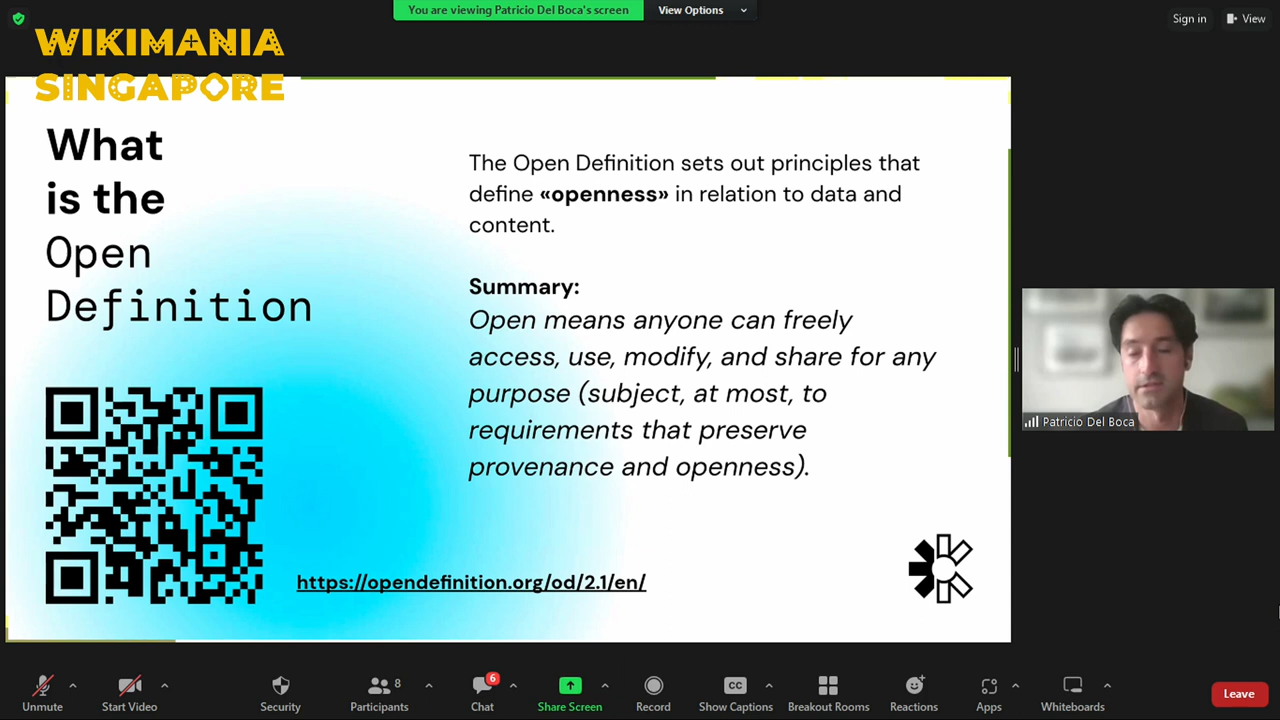 You are viewing Patricio Del Boca's screen
View Options
Sign in
View
WIKIMANIA
SINGAPORE
What
is the
Open
Definition
The Open Definition sets out principles that
define «openness» in relation to data and
content.
Summary:
Open means anyone can freely
access, use, modify, and share for any
purpose (subject, at most, to
requirements that preserve
provenance and openness).
https://opendefinition.org/od/2.1/en/
Patricio Del Boca
Unmute
Start Video
Security
Participants
8
Chat
6
Share Screen
Record
CC
Show Captions
Breakout Rooms
Reactions
Apps
Whiteboards
Leave